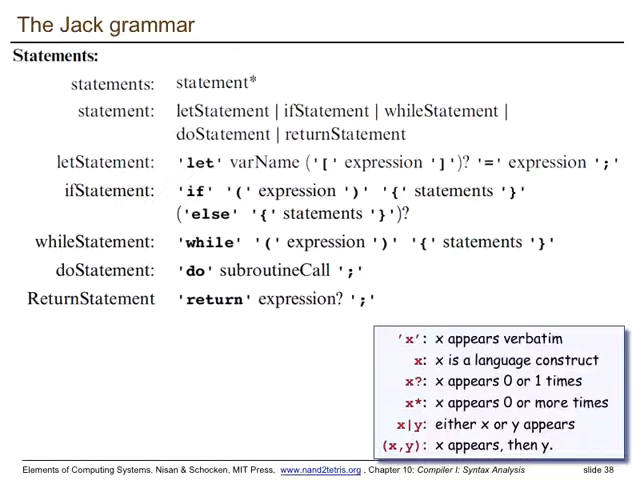 The Jack grammar
Statements:
statements: statement*
statement: letStatement | ifStatement | whileStatement |
doStatement | returnStatement
letStatement: 'let' varName ('[' expression ']')? '=' expression ';'
ifStatement: 'if' '(' expression ')' '{' statements '}'
('else' '{' statements '}')?
whileStatement: 'while' '(' expression ')' '{' statements '}'
doStatement: 'do' subroutineCall ';'
ReturnStatement 'return' expression? ';'
'x': x appears verbatim
x: x is a language construct
x?: x appears 0 or 1 times
x*: x appears 0 or more times
x|y: either x or y appears
(x,y): x appears, then y.
Elements of Computing Systems, Nisan & Schocken, MIT Press, www.nand2tetris.org , Chapter 10: Compiler I: Syntax Analysis slide 38